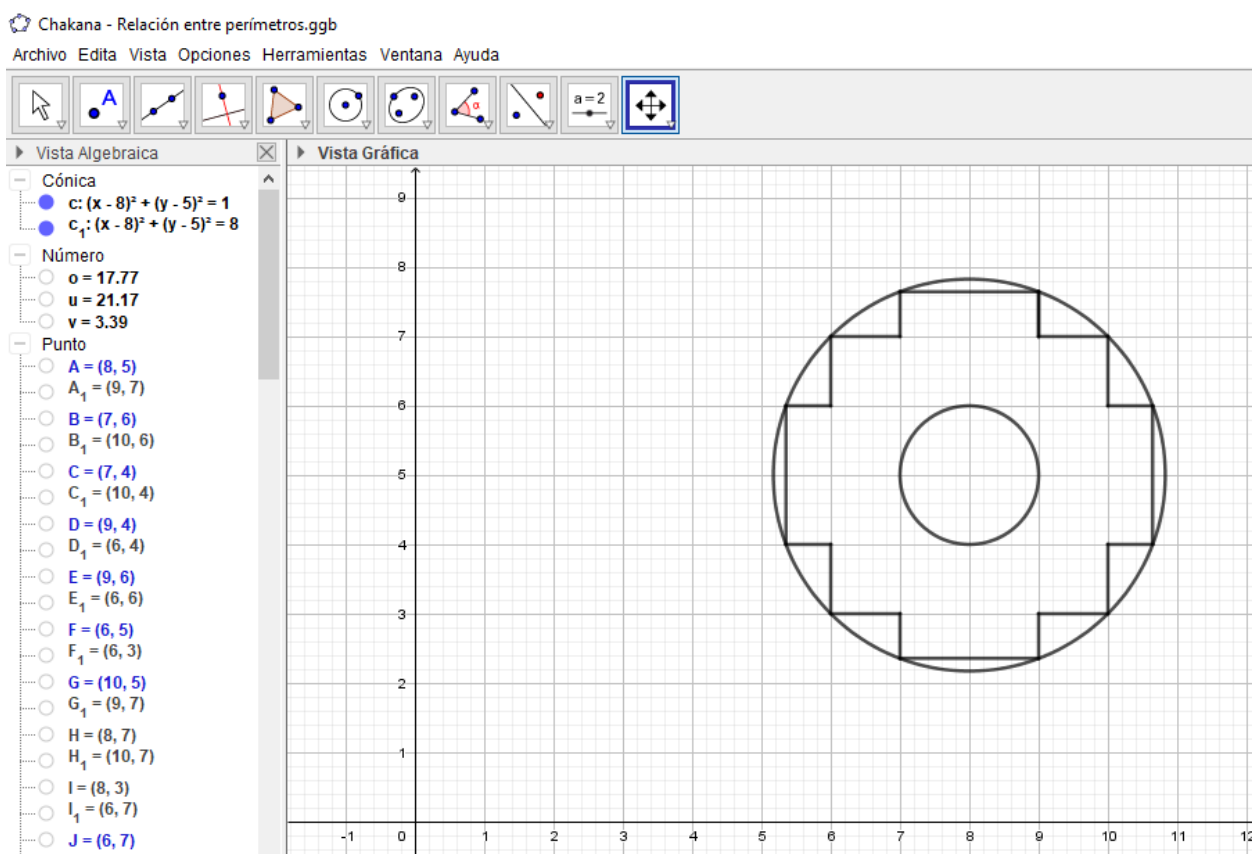 Chakana - Relación entre perímetros.ggb
Archivo Edita Vista Opciones Herramientas Ventana Ayuda
A
α
a = 2
Vista Algebraica
Vista Gráfica
Cónica
c: (x - 8)² + (y - 5)² = 1
c₁: (x - 8)² + (y - 5)² = 8
Número
o = 17.77
u = 21.17
v = 3.39
Punto
A = (8, 5)
A₁ = (9, 7)
B = (7, 6)
B₁ = (10, 6)
C = (7, 4)
C₁ = (10, 4)
D = (9, 4)
D₁ = (6, 4)
E = (9, 6)
E₁ = (6, 6)
F = (6, 5)
F₁ = (6, 3)
G = (10, 5)
G₁ = (9, 7)
H = (8, 7)
H₁ = (10, 7)
I = (8, 3)
I₁ = (6, 7)
J = (6, 7)
9
8
7
6
5
4
3
2
1
-1 0 1 2 3 4 5 6 7 8 9 10 11 12